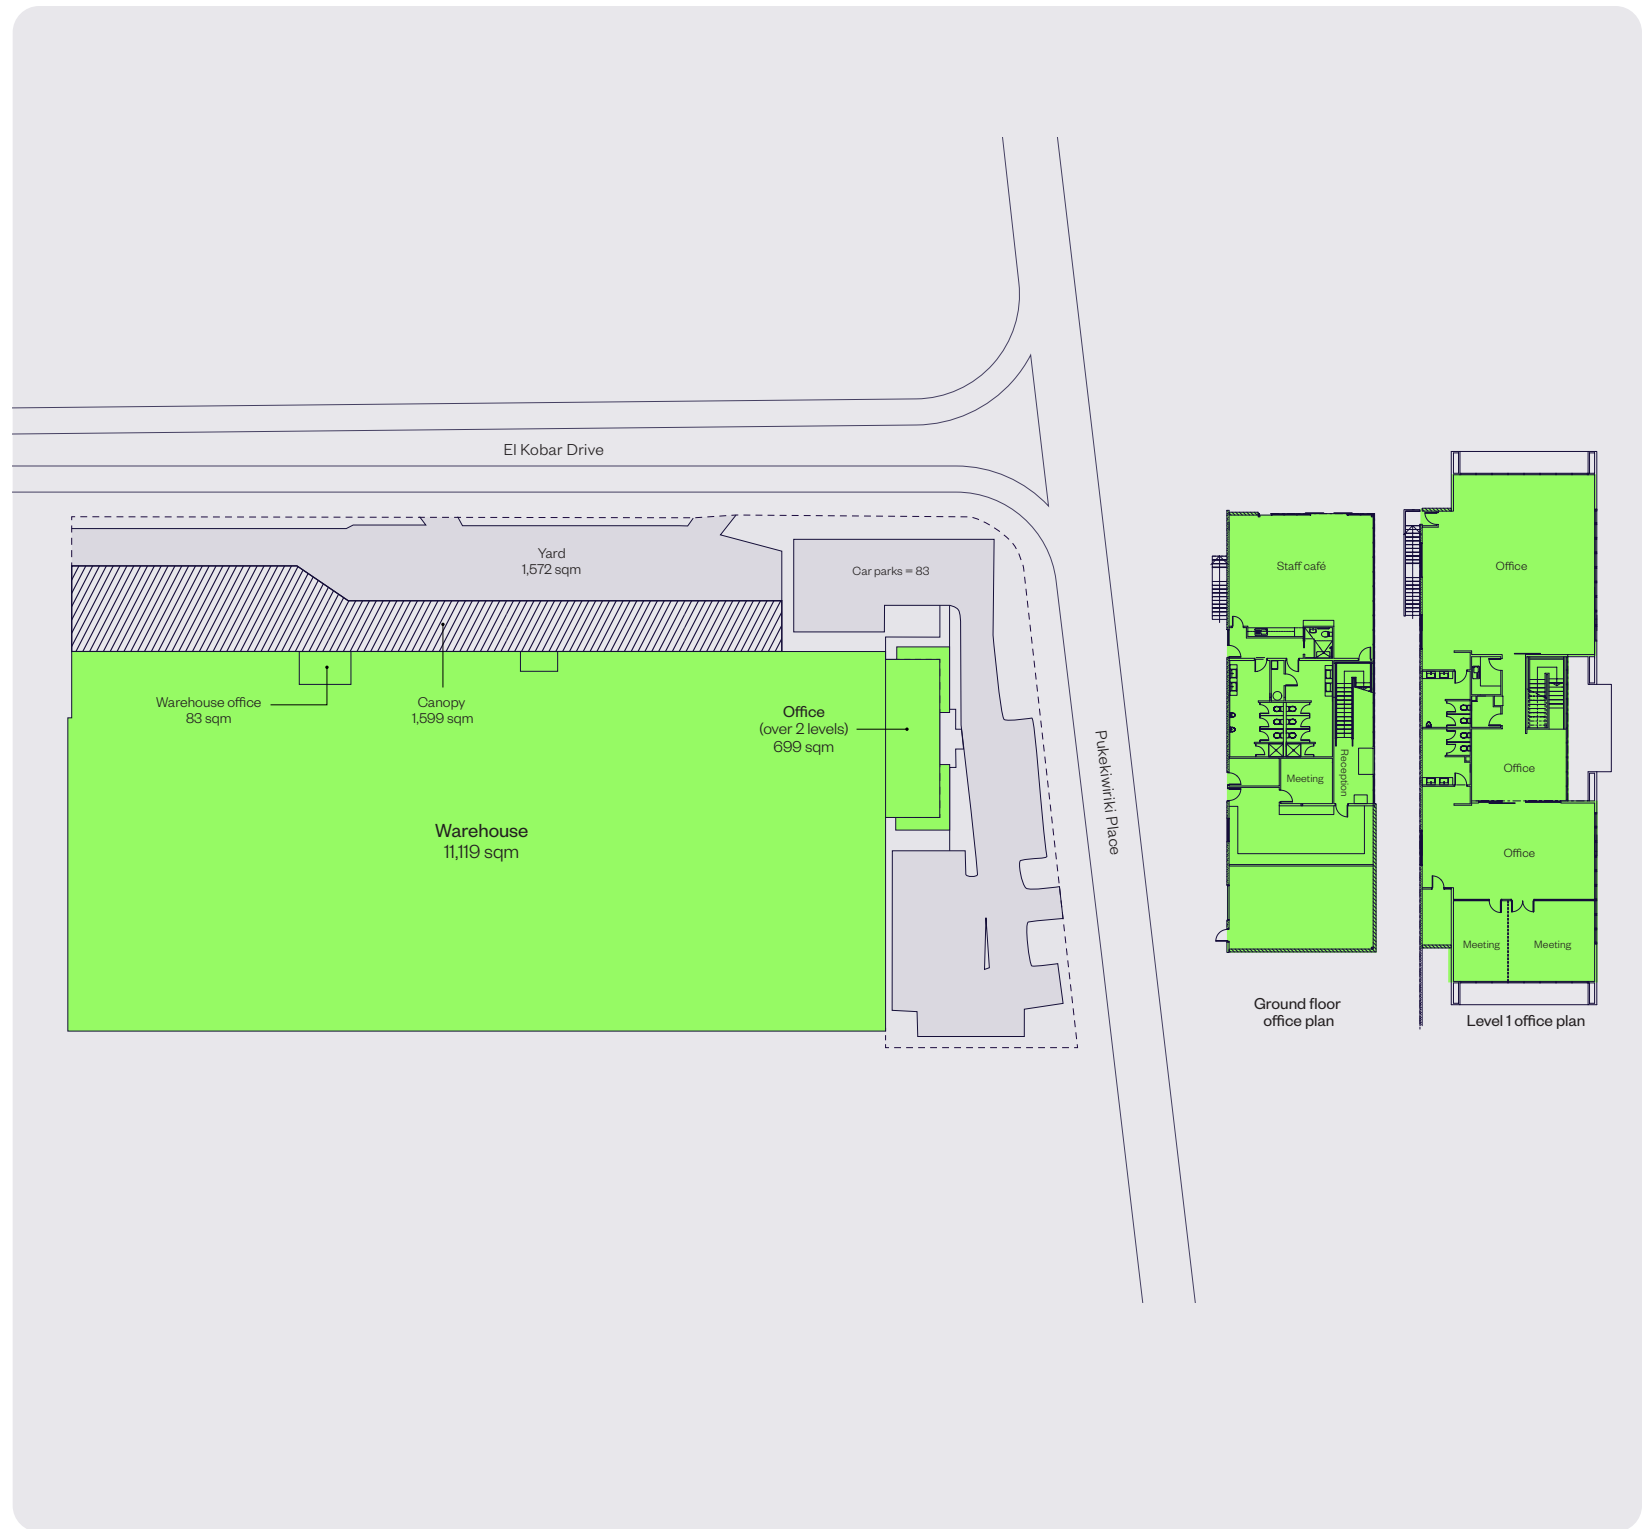 El Kobar Drive
Yard
1,572 sqm
Car parks = 83
Warehouse office
83 sqm
Canopy
1,599 sqm
Office
(over 2 levels)
699 sqm
Warehouse
11,119 sqm
Pukekiwiriki Place
Staff café
Meeting
Reception
Ground floor
office plan
Office
Office
Office
Meeting
Meeting
Level 1 office plan